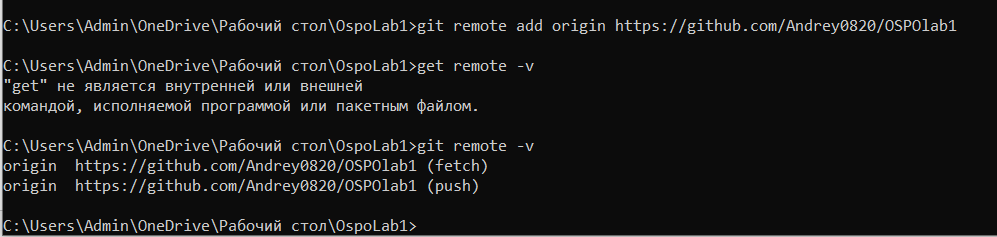 C:\Users\Admin\OneDrive\Рабочий стол\OspoLab1>git remote add origin https://github.com/Andrey0820/OSPOlab1
C:\Users\Admin\OneDrive\Рабочий стол\OspoLab1>get remote -v
"get" не является внутренней или внешней
командой, исполняемой программой или пакетным файлом.
C:\Users\Admin\OneDrive\Рабочий стол\OspoLab1>git remote -v
origin  https://github.com/Andrey0820/OSPOlab1 (fetch)
origin  https://github.com/Andrey0820/OSPOlab1 (push)
C:\Users\Admin\OneDrive\Рабочий стол\OspoLab1>